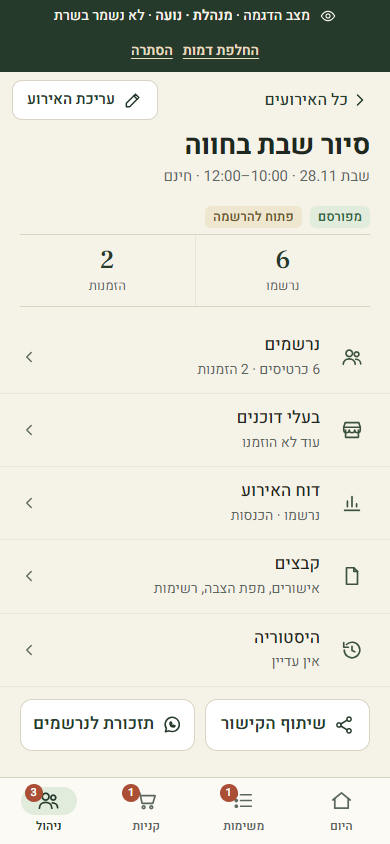 מצב הדגמה · מנהלת · נועה · לא נשמר בשרת
החלפת דמות הסתרה
כל האירועים
עריכת האירוע
סיור שבת בחווה
שבת 28.11 · 10:00–12:00 · חינם
מפורסם פתוח להרשמה
6 2
נרשמו הזמנות
נרשמים
6 כרטיסים · 2 הזמנות
בעלי דוכנים
עוד לא הוזמנו
דוח האירוע
נרשמו · הכנסות
קבצים
אישורים, מפת הצבה, רשימות
היסטוריה
אין עדיין
שיתוף הקישור תזכורת לנרשמים
1 1 3
היום משימות קניות ניהול